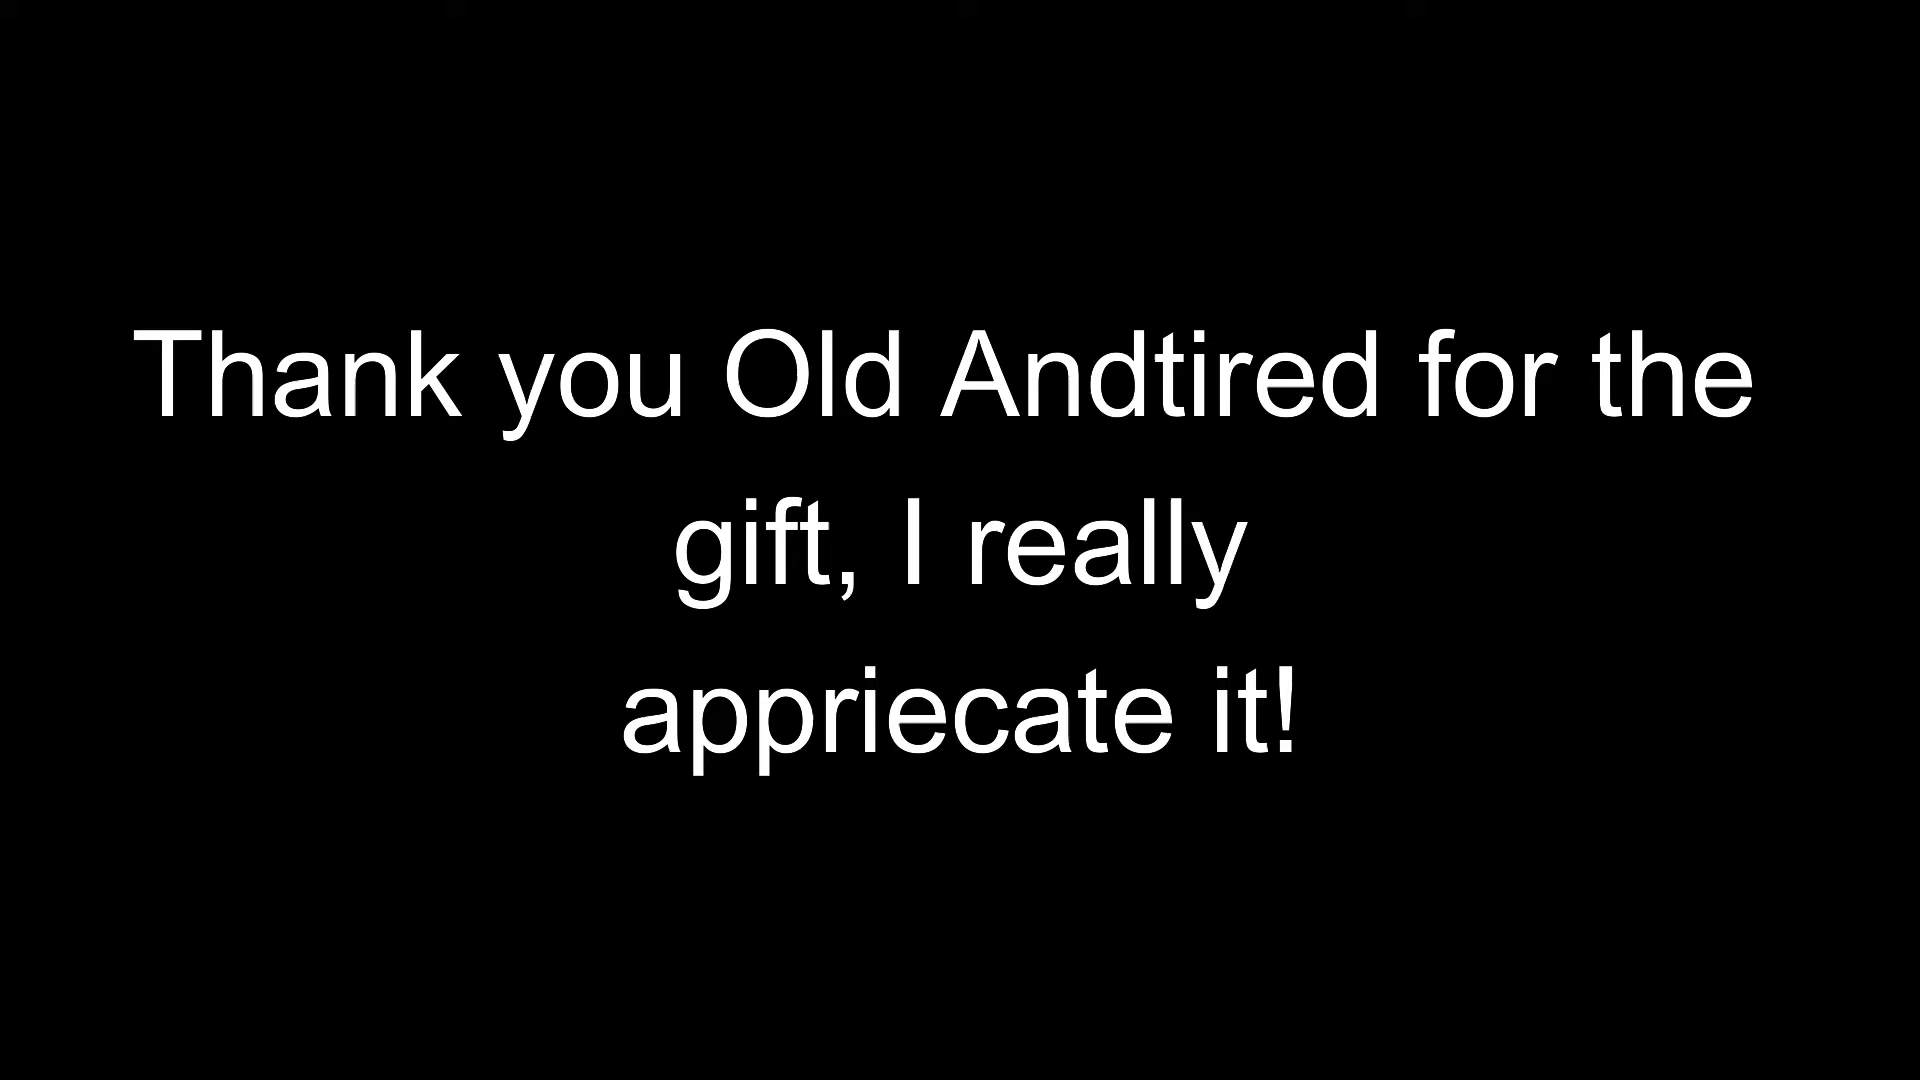 Thank you Old Andtired for the
gift, I really
appriecate it!